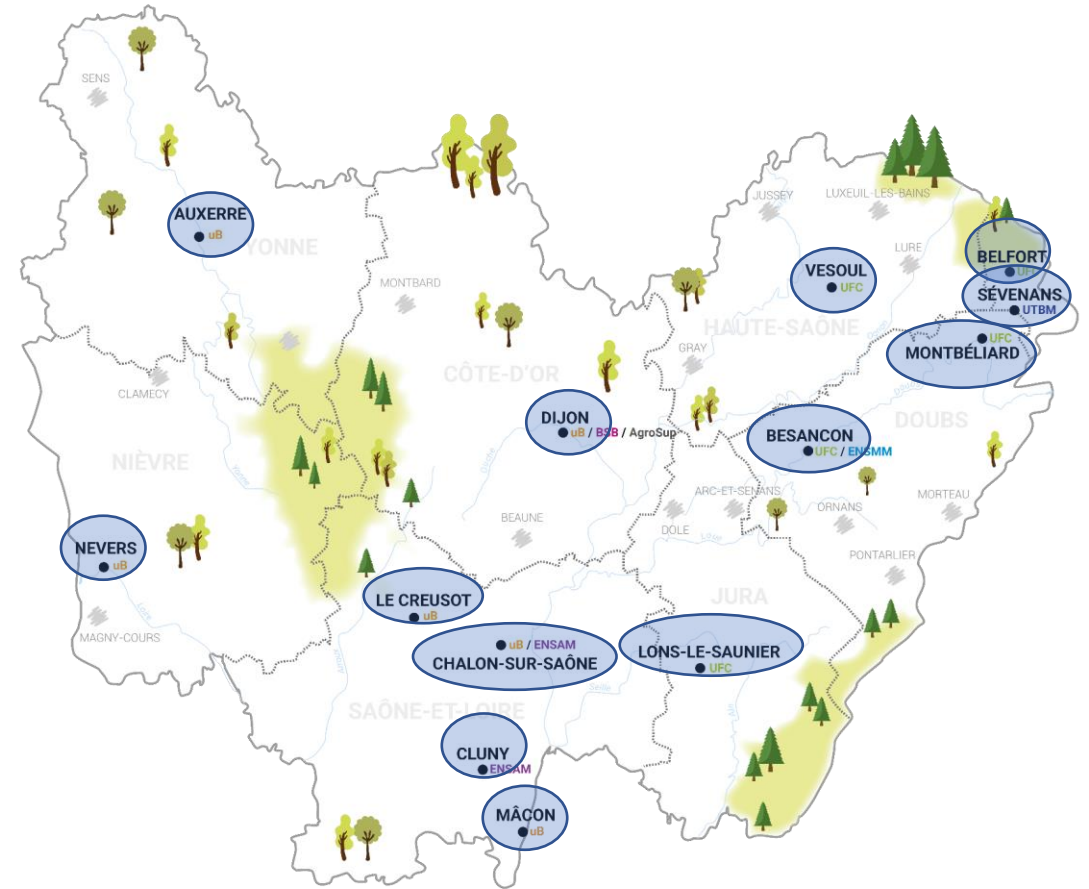 SENS
AUXERRE
uB
YONNE
MONTBARD
JUSSEY
LUXEUIL-LES-BAINS
LURE
VESOUL
UFC
BELFORT
UFC
SÉVENANS
UTBM
UFC
MONTBÉLIARD
HAUTE-SAÔNE
GRAY
CLAMECY
CÔTE-D'OR
DIJON
uB / BSB / AgroSup
BESANCON
UFC / ENSMM
DOUBS
NIÈVRE
ARC-ET-SENANS
DOLE
ORNANS
MORTEAU
BEAUNE
PONTARLIER
NEVERS
uB
MAGNY-COURS
LE CREUSOT
uB
JURA
uB / ENSAM
CHALON-SUR-SAÔNE
LONS-LE-SAUNIER
UFC
SAÔNE-ET-LOIRE
CLUNY
ENSAM
MÂCON
uB